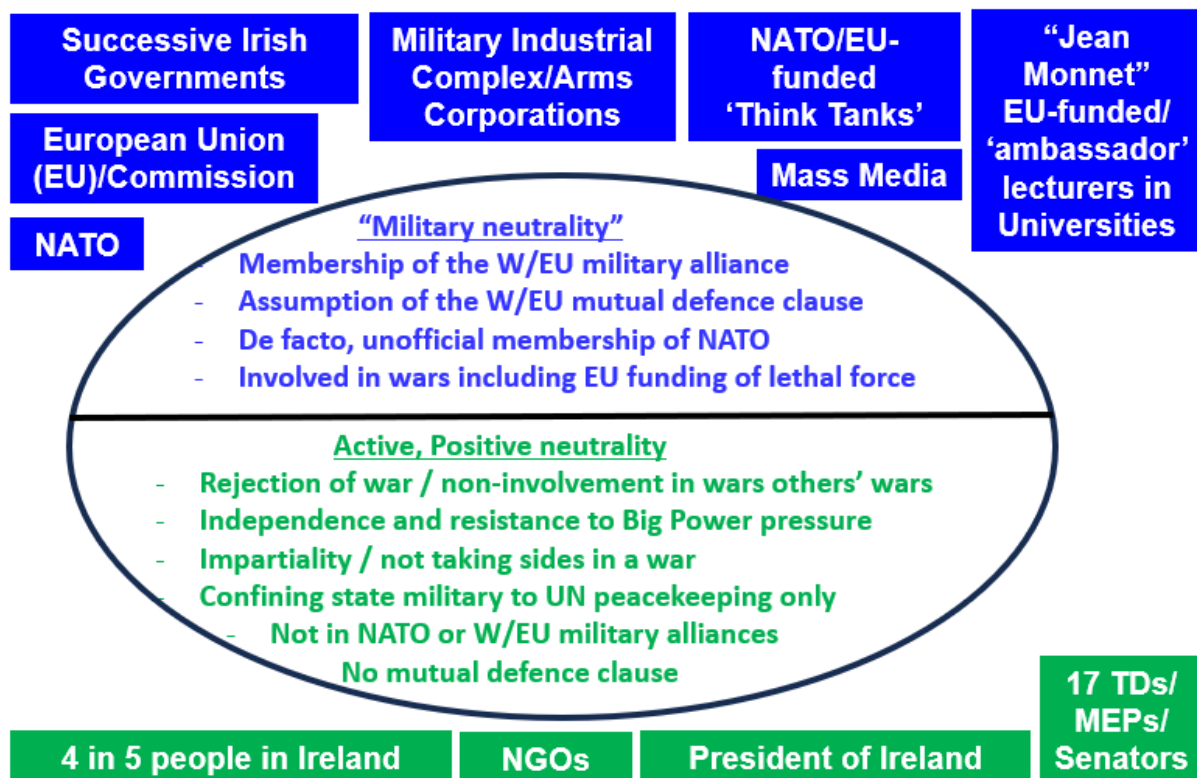 Successive Irish
Governments
Military Industrial
Complex/Arms
Corporations
NATO/EU-
funded
‘Think Tanks’
“Jean
Monnet”
EU-funded/
‘ambassador’
lecturers in
Universities
European Union
(EU)/Commission
Mass Media
NATO
“Military neutrality”
- Membership of the W/EU military alliance
- Assumption of the W/EU mutual defence clause
- De facto, unofficial membership of NATO
- Involved in wars including EU funding of lethal force
Active, Positive neutrality
- Rejection of war / non-involvement in wars others’ wars
- Independence and resistance to Big Power pressure
- Impartiality / not taking sides in a war
- Confining state military to UN peacekeeping only
- Not in NATO or W/EU military alliances
No mutual defence clause
17 TDs/
MEPs/
Senators
4 in 5 people in Ireland
NGOs
President of Ireland